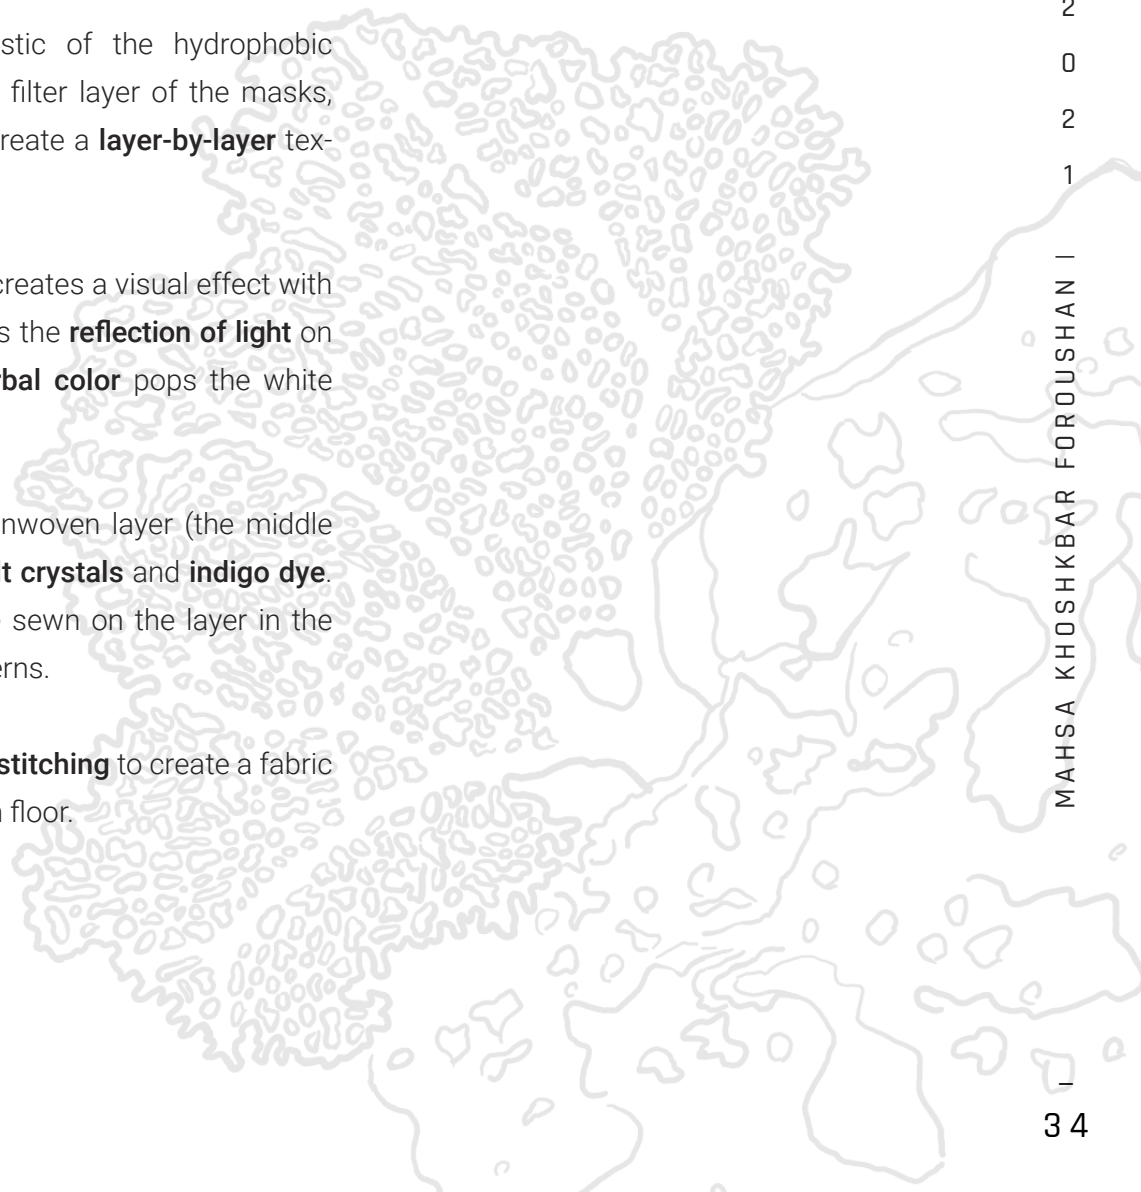 stic of the hydrophobic
filter layer of the masks,
reate a layer-by-layer tex-
creates a visual effect with
s the reflection of light on
bal color pops the white
nwoven layer (the middle
t crystals and indigo dye.
sewn on the layer in the
erns.
stitching to create a fabric
floor.
2
0
2
1
MAHSA KHOSHKBAR FOROUSHAN |
–
34